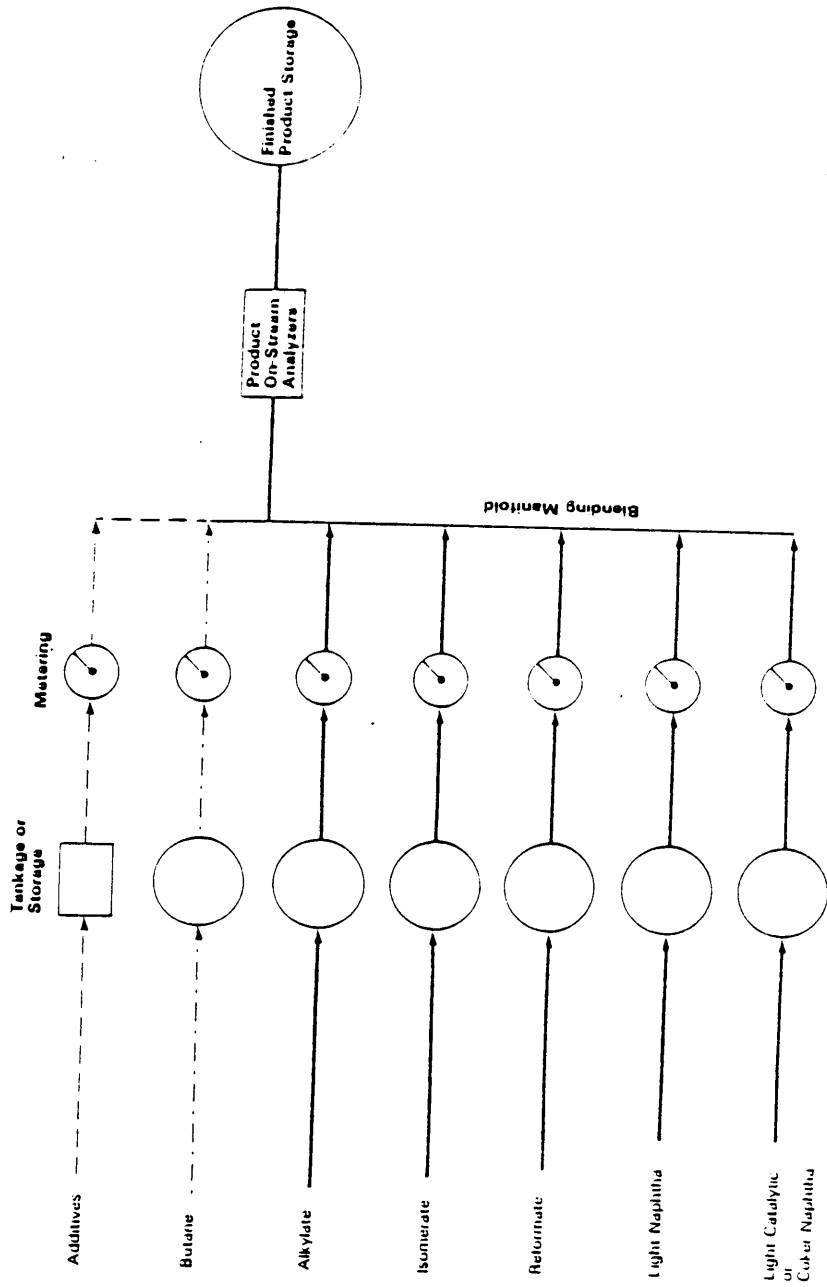 Tankage or
Storage
Metering
Additives
Butane
Alkylate
Isomerate
Reformate
Light Naphtha
Light Catalytic
or
Coker Naphtha
Blending Manifold
Product
On-Stream
Analyzers
Finished
Product Storage